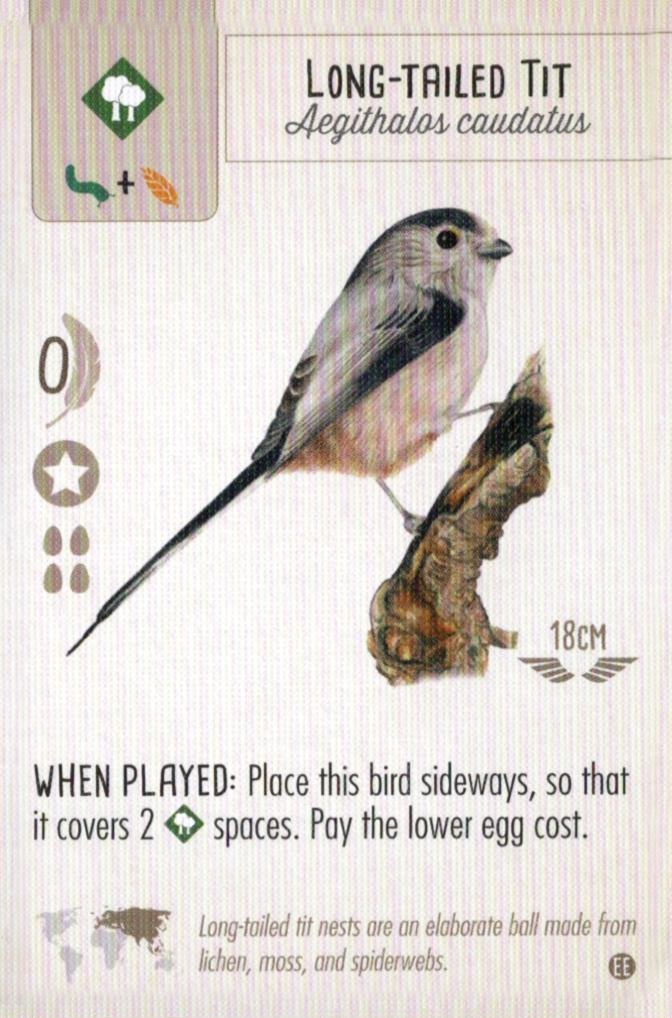 LONG-TAILED TIT
Aegithalos caudatus
+
0
18CM
WHEN PLAYED: Place this bird sideways, so that
it covers 2 spaces. Pay the lower egg cost.
Long-tailed tit nests are an elaborate ball made from
lichen, moss, and spiderwebs.
EE